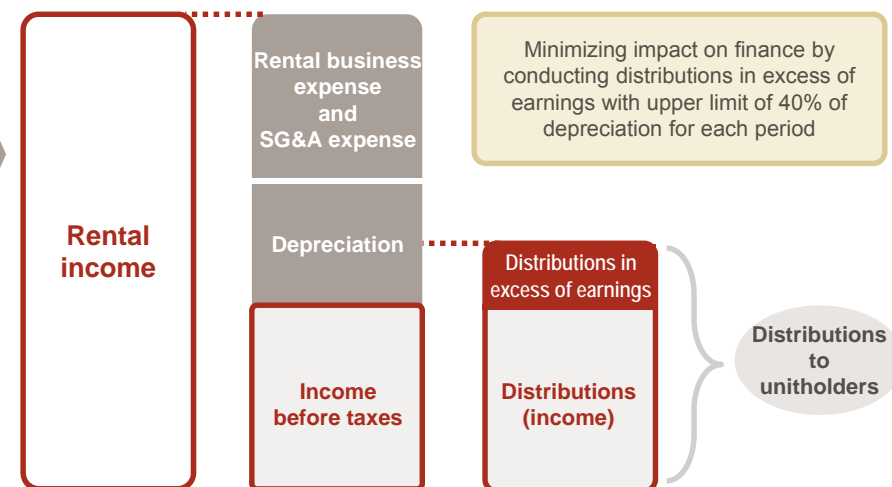 Rental
income
Rental business
expense
and
SG&A expense
Depreciation
Income
before taxes
Minimizing impact on finance by
conducting distributions in excess of
earnings with upper limit of 40% of
depreciation for each period
Distributions in
excess of earnings
Distributions
(income)
Distributions
to
unitholders